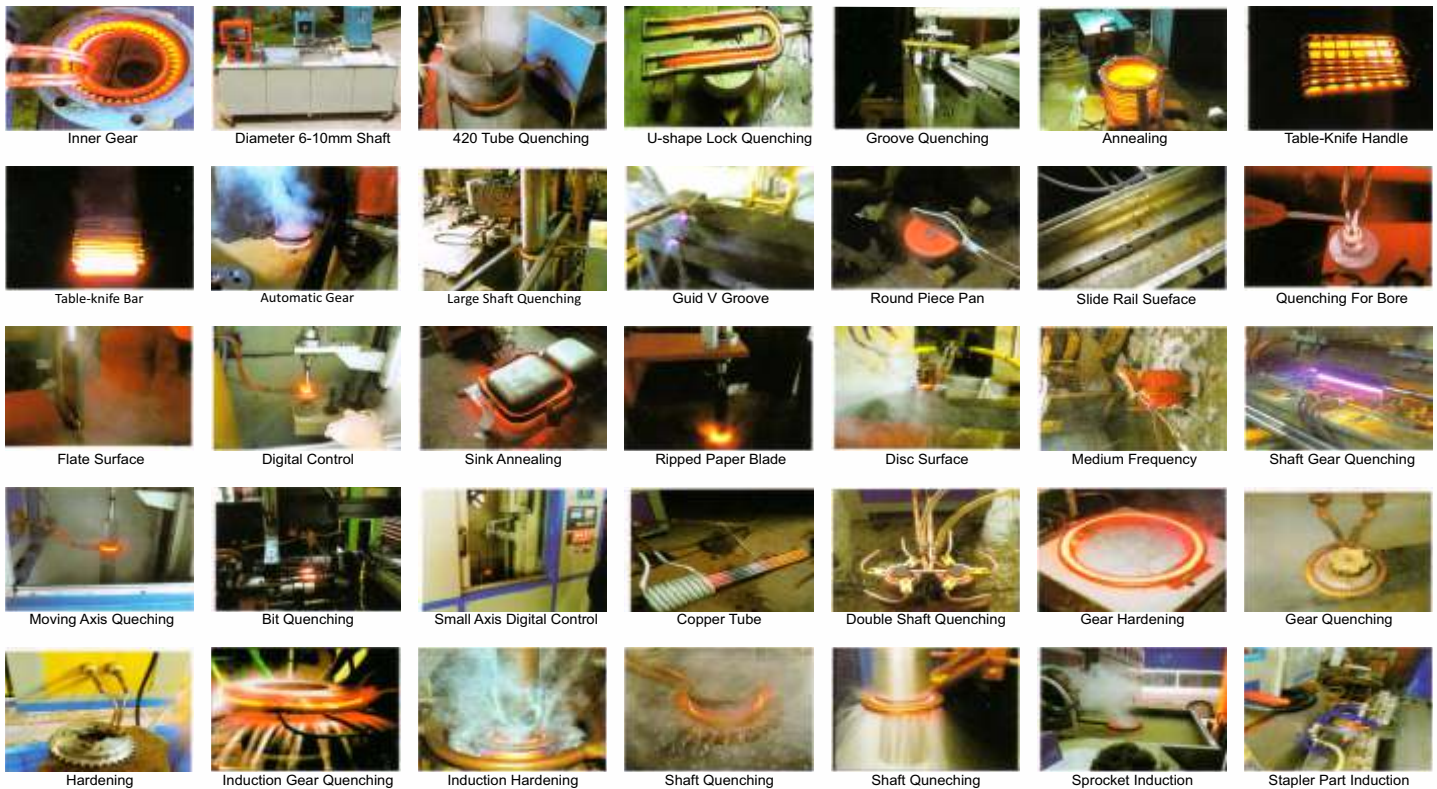 Inner Gear
Diameter 6-10mm Shaft
420 Tube Quenching
U-shape Lock Quenching
Groove Quenching
Annealing
Table-Knife Handle
Table-knife Bar
Automatic Gear
Large Shaft Quenching
Guid V Groove
Round Piece Pan
Slide Rail Sueface
Quenching For Bore
Flate Surface
Digital Control
Sink Annealing
Ripped Paper Blade
Disc Surface
Medium Frequency
Shaft Gear Quenching
Moving Axis Queching
Bit Quenching
Small Axis Digital Control
Copper Tube
Double Shaft Quenching
Gear Hardening
Gear Quenching
Hardening
Induction Gear Quenching
Induction Hardening
Shaft Quenching
Shaft Quneching
Sprocket Induction
Stapler Part Induction